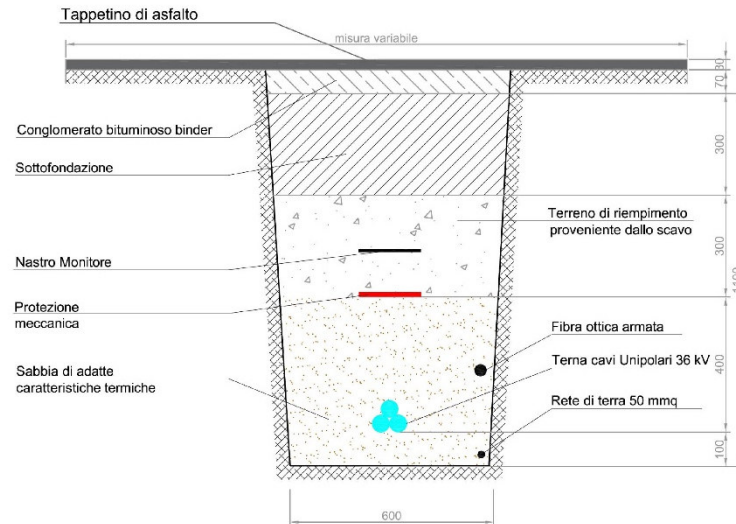 Tappetino di asfalto
misura variabile
30
70
Conglomerato bituminoso binder
Sottofondazione
300
Terreno di riempimento
proveniente dallo scavo
300
Nastro Monitore
1100
Protezione
meccanica
Fibra ottica armata
Terna cavi Unipolari 36 kV
400
Sabbia di adatte
caratteristiche termiche
Rete di terra 50 mmq
100
600